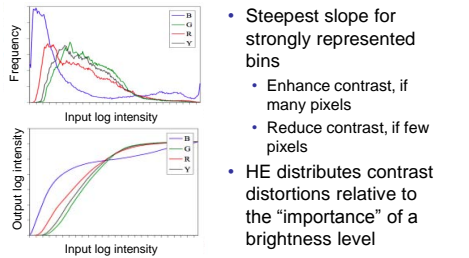 Frequency
B
G
R
Y
Input log intensity
Output log intensity
B
G
R
Y
Input log intensity
• Steepest slope for
strongly represented
bins
• Enhance contrast, if
many pixels
• Reduce contrast, if few
pixels
• HE distributes contrast
distortions relative to
the “importance” of a
brightness level